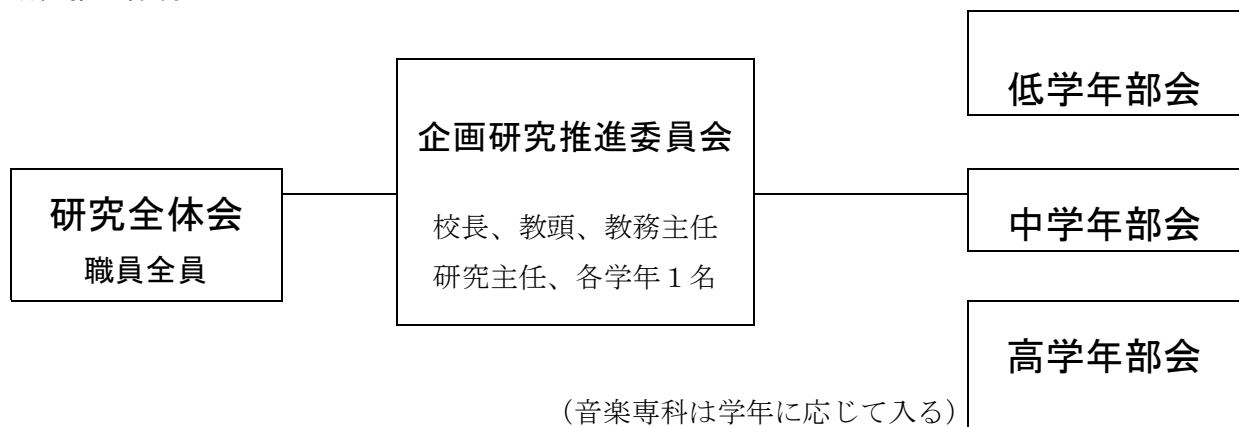 研究全体会
職員全員
企画研究推進委員会
校長、教頭、教務主任
研究主任、各学年１名
低学年部会
中学年部会
高学年部会
（音楽専科は学年に応じて入る）